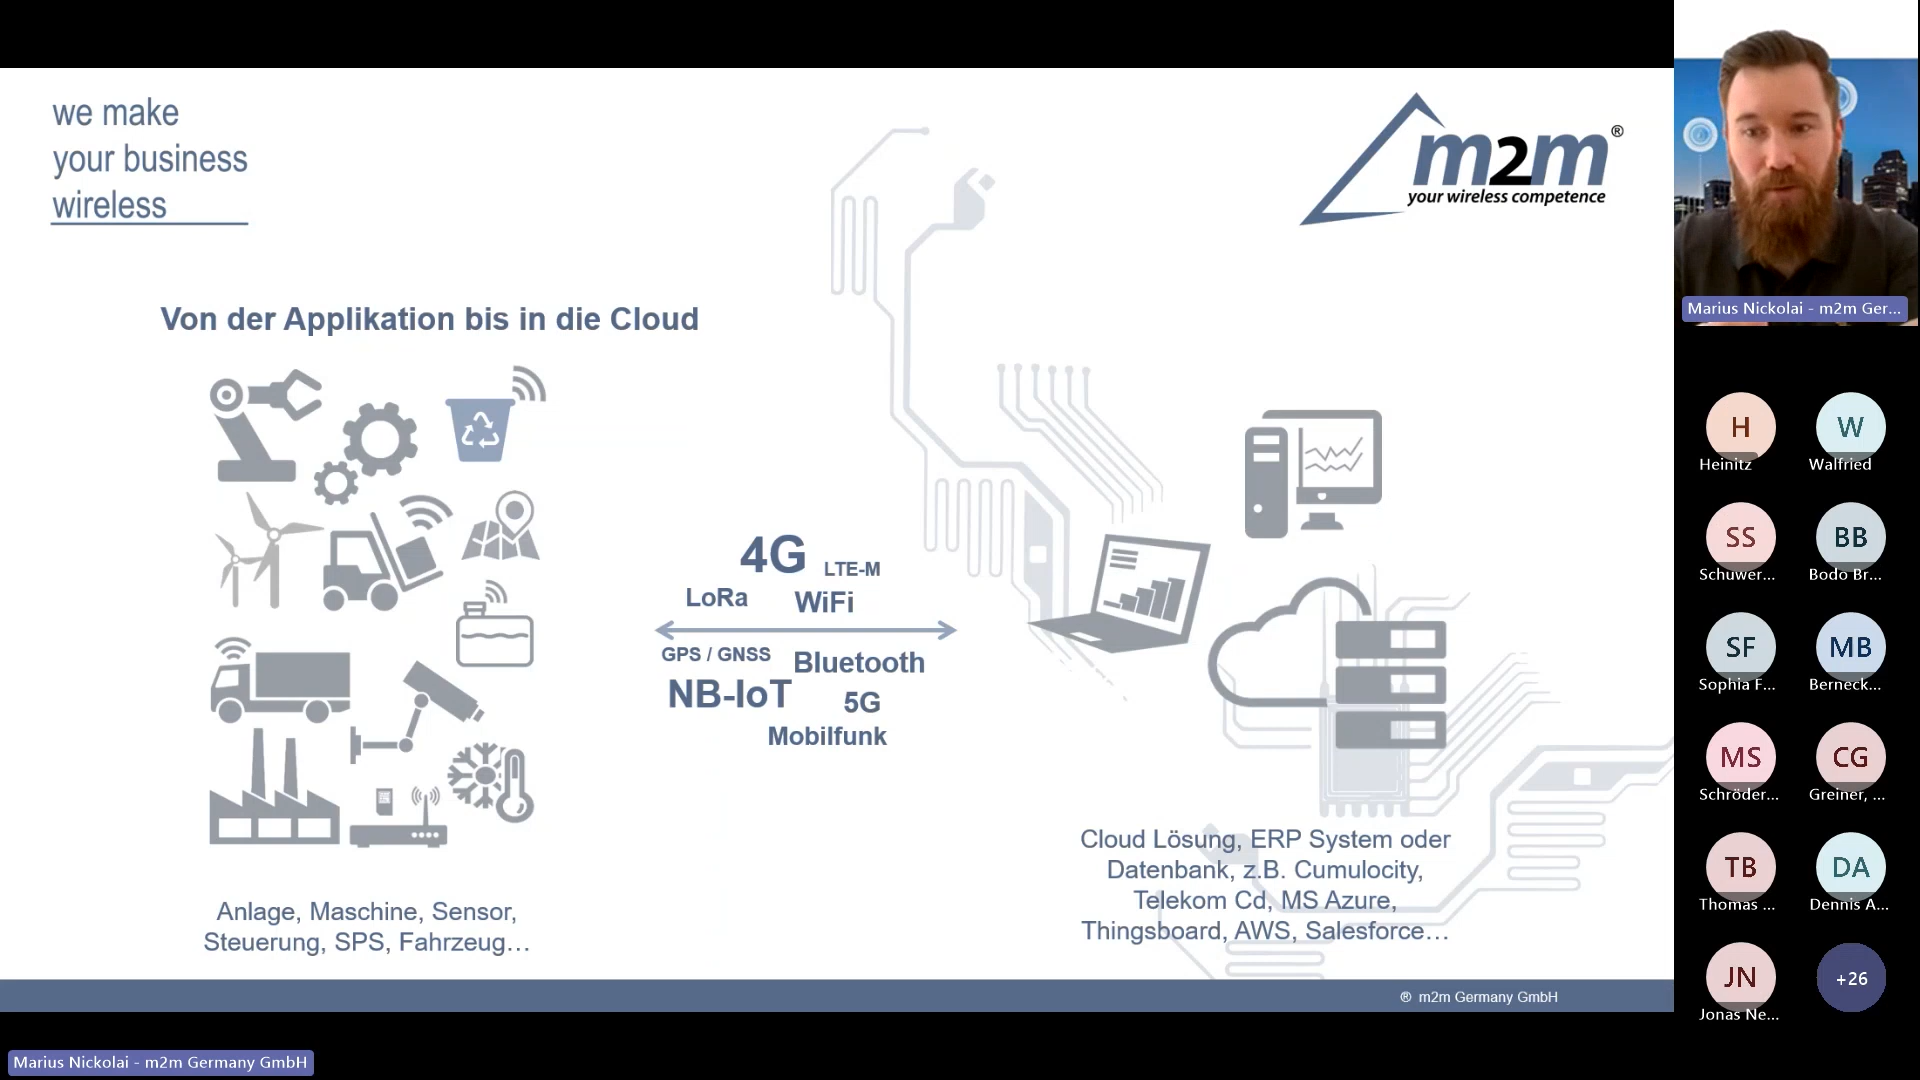 we make
your business
wireless
m2m®
your wireless competence
Von der Applikation bis in die Cloud
4G
LTE-M
LoRa
WiFi
GPS / GNSS
Bluetooth
NB-IoT
5G
Mobilfunk
Anlage, Maschine, Sensor,
Steuerung, SPS, Fahrzeug…
Cloud Lösung, ERP System oder
Datenbank, z.B. Cumulocity,
Telekom Cd, MS Azure,
Thingsboard, AWS, Salesforce…
® m2m Germany GmbH
Marius Nickolai - m2m Ger...
H
Heinitz
W
Walfried
SS
Schuwer...
BB
Bodo Br...
SF
Sophia F...
MB
Berneck...
MS
Schröder...
CG
Greiner, ...
TB
Thomas ...
DA
Dennis A...
JN
Jonas Ne...
+26
Marius Nickolai - m2m Germany GmbH